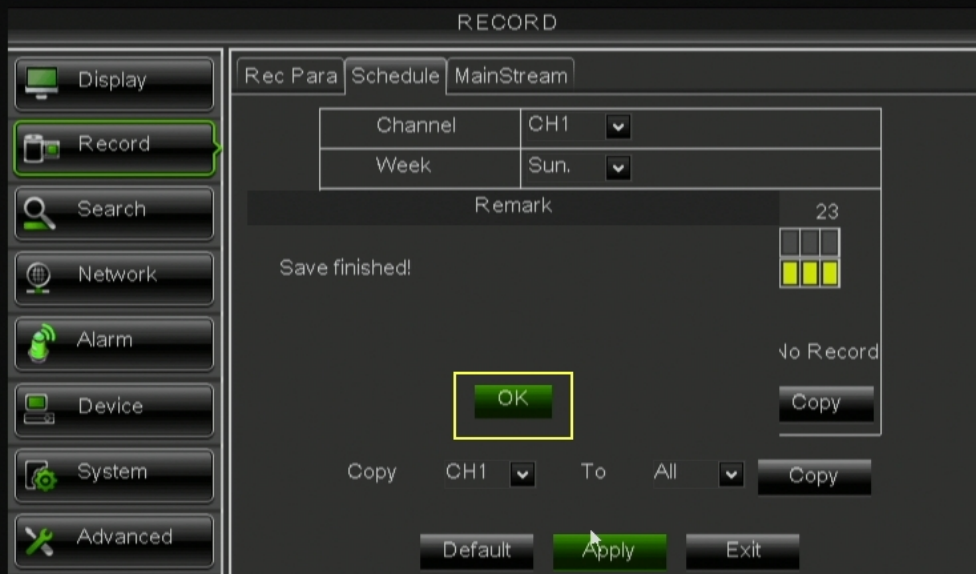 RECORD
Display
Record
Search
Network
Alarm
Device
System
Advanced
Rec Para Schedule MainStream
Channel CH1
Week Sun.
Remark
23
Save finished!
No Record
OK
Copy
Copy CH1 To All Copy
Default Apply Exit